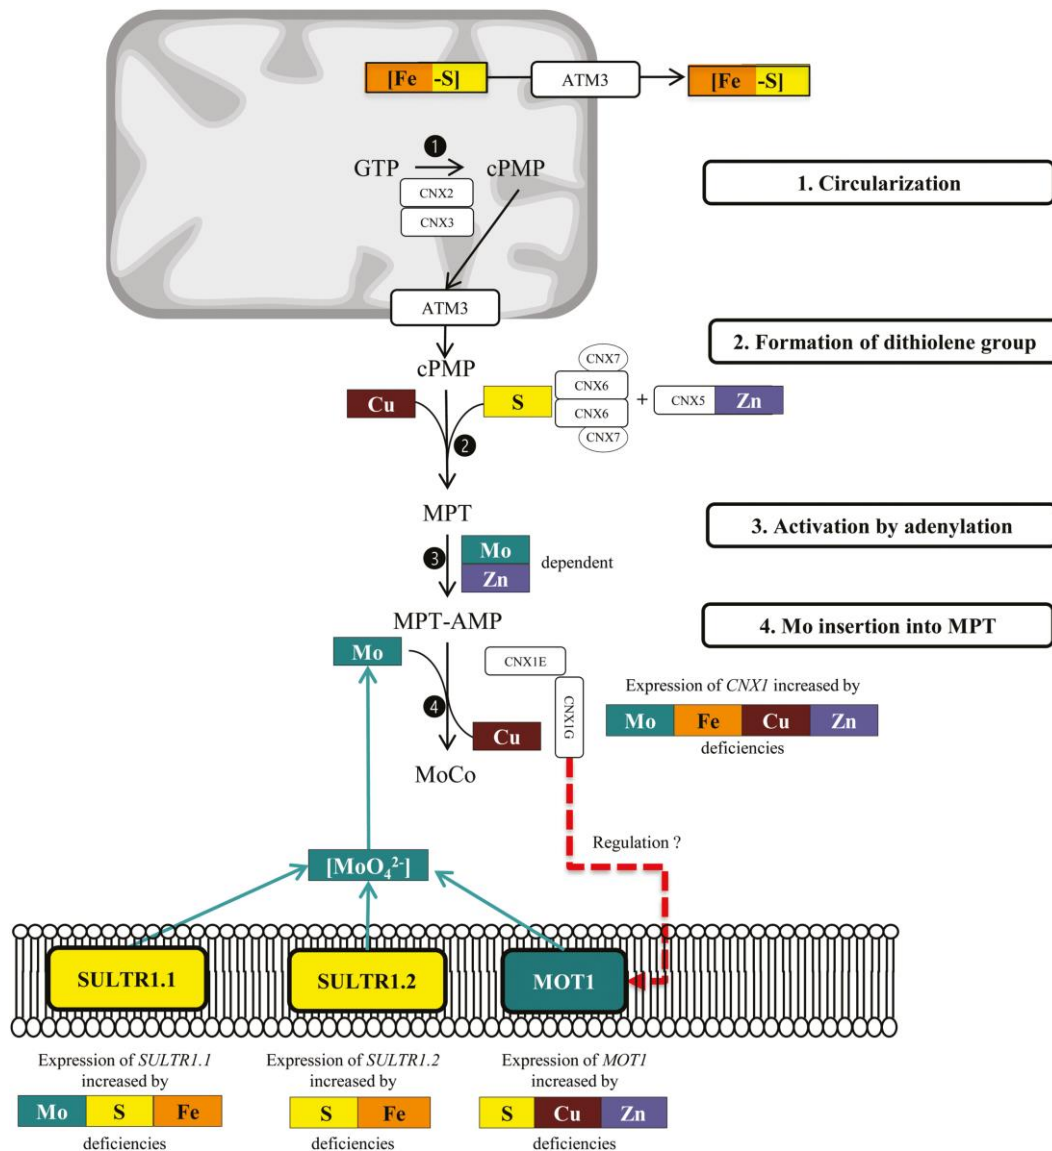 [Fe -S]
ATM3
[Fe -S]
1
GTP
cPMP
CNX2
CNX3
1. Circularization
ATM3
2. Formation of dithiolene group
cPMP
CNX7
Cu
S
CNX6
+
CNX5
Zn
CNX6
CNX7
2
MPT
3. Activation by adenylation
3
Mo
Zn
dependent
MPT-AMP
4. Mo insertion into MPT
Mo
CNX1E
CNX1G
4
Cu
Expression of CNX1 increased by
Mo Fe Cu Zn
deficiencies
MoCo
Regulation ?
[MoO₄²⁻]
SULTR1.1
SULTR1.2
MOT1
Expression of SULTR1.1
increased by
Mo S Fe
deficiencies
Expression of SULTR1.2
increased by
S Fe
deficiencies
Expression of MOT1
increased by
S Cu Zn
deficiencies